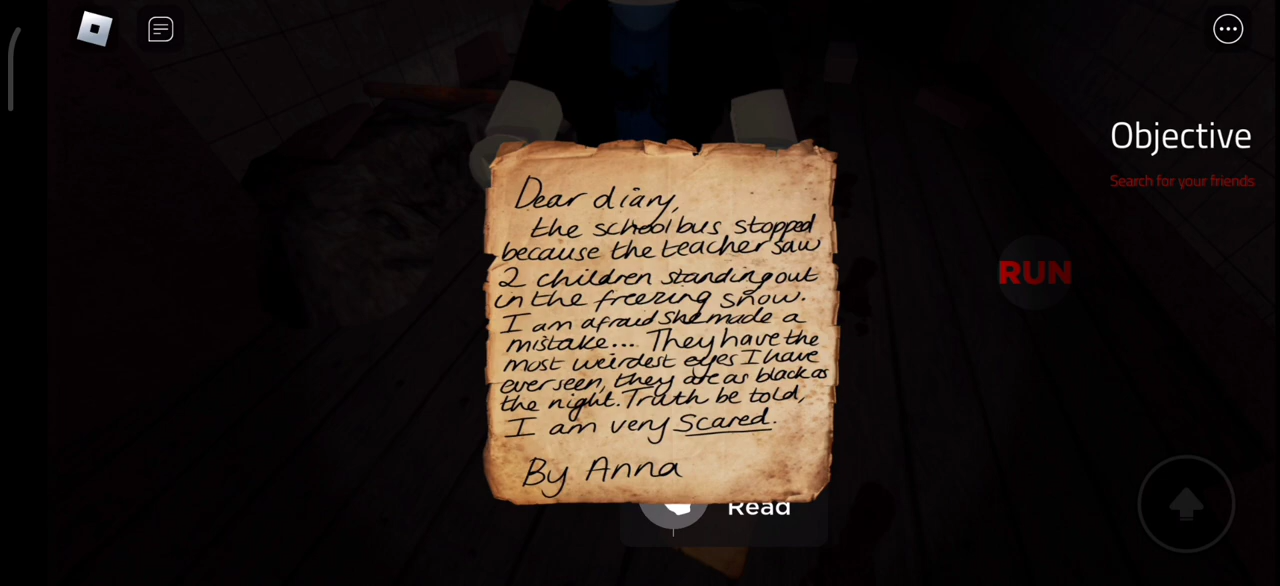 Objective
Search for your friends
RUN
Dear diary,
the schoolbus stopped
because the teacher saw
2 children standing out
in the freezing snow.
I am afraid she made a
mistake... They have the
most weirdest eyes I have
ever seen, they are as black as
the night. Truth be told,
I am very Scared.
By Anna
Read